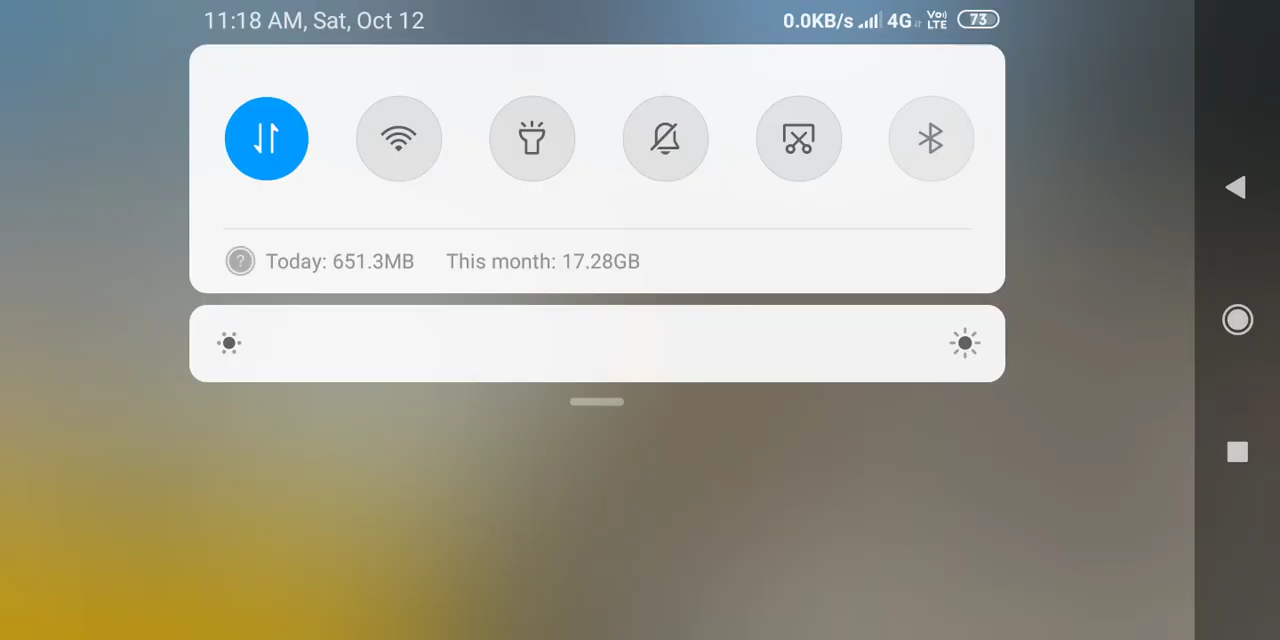 11:18 AM, Sat, Oct 12 0.0KB/s 4G Vo) LTE 73
Today: 651.3MB This month: 17.28GB